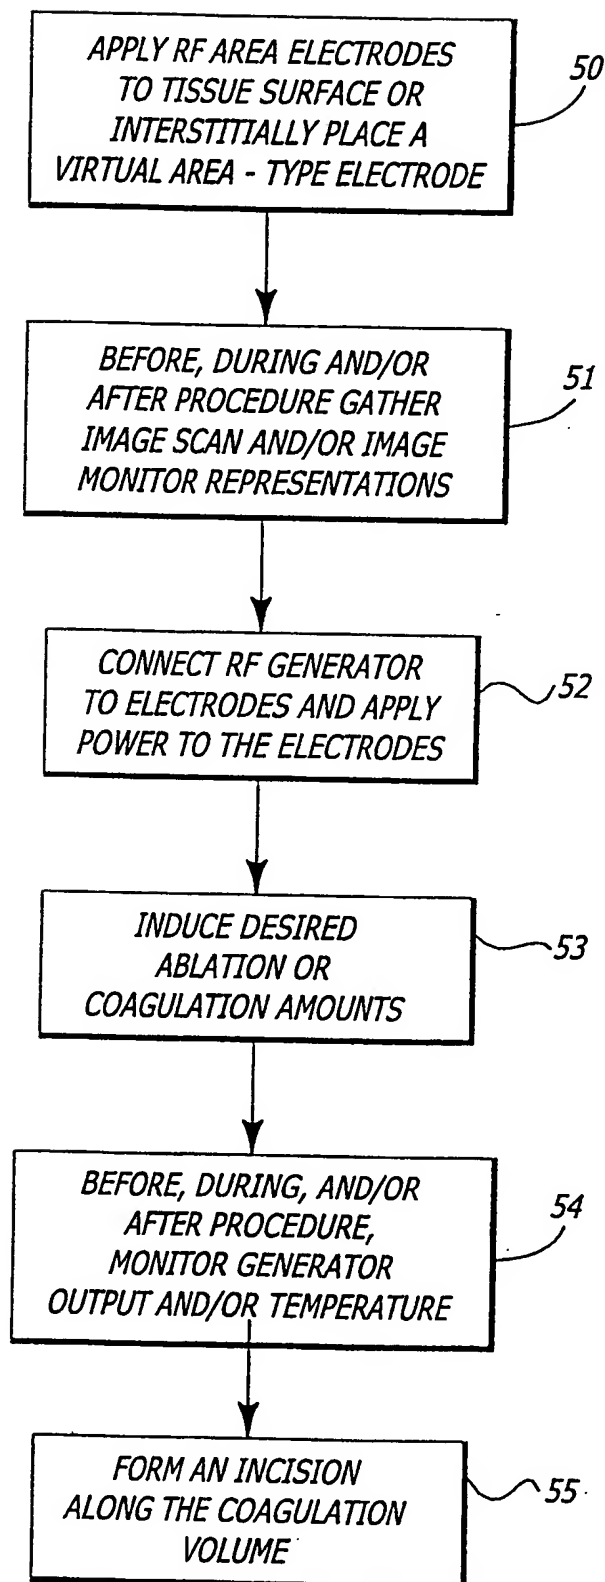 APPLY RF AREA ELECTRODES
TO TISSUE SURFACE OR
INTERSTITIALLY PLACE A
VIRTUAL AREA - TYPE ELECTRODE
50
BEFORE, DURING AND/OR
AFTER PROCEDURE GATHER
IMAGE SCAN AND/OR IMAGE
MONITOR REPRESENTATIONS
51
CONNECT RF GENERATOR
TO ELECTRODES AND APPLY
POWER TO THE ELECTRODES
52
INDUCE DESIRED
ABLATION OR
COAGULATION AMOUNTS
53
BEFORE, DURING, AND/OR
AFTER PROCEDURE,
MONITOR GENERATOR
OUTPUT AND/OR TEMPERATURE
54
FORM AN INCISION
ALONG THE COAGULATION
VOLUME
55